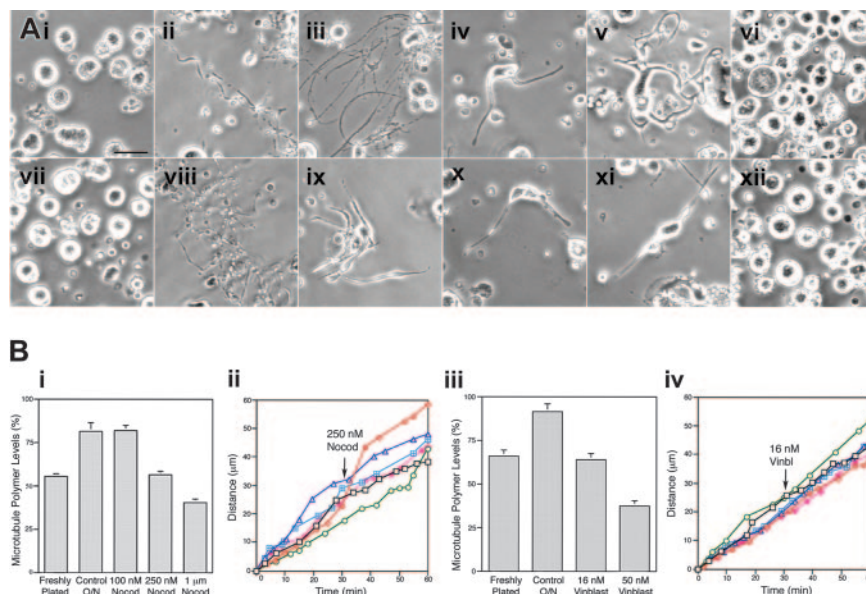 A
i
ii
iii
iv
v
vi
vii
viii
ix
x
xi
xii
B
i
ii
iii
iv
Microtubule Polymer Levels (%)
100
75
50
25
0
Freshly Plated
Control O/N
100 nM Nocod
250 nM Nocod
1 µm Nocod
Distance (µm)
60
50
40
30
20
10
0
250 nM
Nocod
0 10 20 30 40 50 60
Time (min)
Microtubule Polymer Levels (%)
100
75
50
25
0
Freshly Plated
Control O/N
16 nM Vinblast
50 nM Vinblast
Distance (µm)
60
50
40
30
20
10
0
16 nM
Vinbl
0 10 20 30 40 50
Time (min)